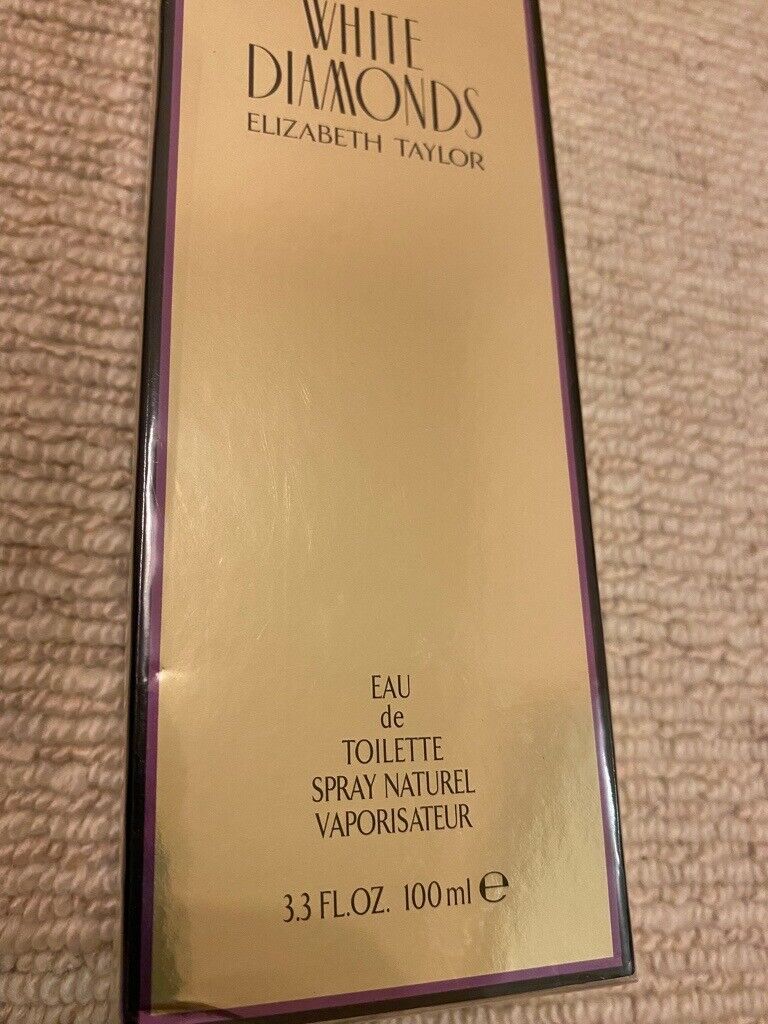 WHITE
DIAMONDS
ELIZABETH TAYLOR
EAU
de
TOILETTE
SPRAY NATUREL
VAPORISATEUR
3.3 FL.OZ. 100 ml ℮